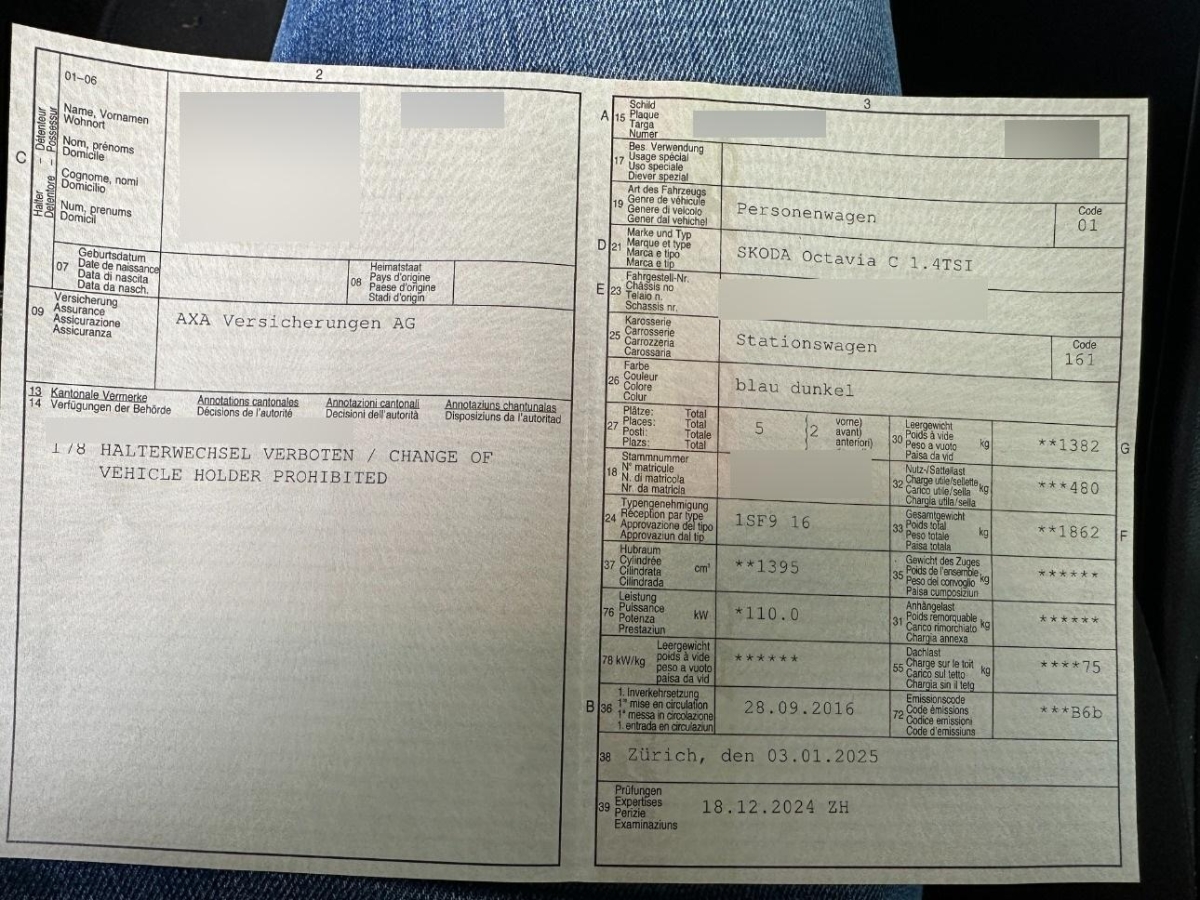 2
01-06
C
Halter – Détenteur
Detentore – Possessur
Name, Vornamen
Wohnort
Nom, prénoms
Domicile
Cognome, nomi
Domicilio
Num, prenums
Domicil
07
Geburtsdatum
Date de naissance
Data di nascita
Data da nasch.
08
Heimatstaat
Pays d'origine
Paese d'origine
Stadi d'origin
09
Versicherung
Assurance
Assicurazione
Assicuranza
AXA Versicherungen AG
13 Kantonale Vermerke Annotations cantonales Annotazioni cantonali Annotaziuns chantunalas
14 Verfügungen der Behörde Décisions de l'autorité Decisioni dell'autorità Disposiziuns da l'autoritad
178 HALTERWECHSEL VERBOTEN / CHANGE OF
VEHICLE HOLDER PROHIBITED
3
A 15
Schild
Plaque
Targa
Numer
17
Bes. Verwendung
Usage spécial
Uso speciale
Diever spezial
19
Art des Fahrzeugs
Genre de véhicule
Genere di veicolo
Gener dal vehichel
Personenwagen
Code
01
D 21
Marke und Typ
Marque et type
Marca e tipo
Marca e tip
SKODA Octavia C 1.4TSI
E 23
Fahrgestell-Nr.
Châssis no
Telaio n.
Schassis nr.
25
Karosserie
Carrosserie
Carrozzeria
Carossaria
Stationswagen
Code
161
26
Farbe
Couleur
Colore
Colur
blau dunkel
27
Plätze: Total
Places: Total
Posti: Totale
Plazs: Total
5
2
vorne)
avant)
anteriori)
30
Leergewicht
Poids à vide
Peso a vuoto
Paisa da vid
kg
**1382
G
18
Stammnummer
N° matricule
N. di matricola
Nr. da matricla
32
Nutz-/Sattellast
Charge utile/sellette
Carico utile/sella
Chargia utila/sella
kg
***480
24
Typengenehmigung
Réception par type
Approvazione del tipo
Approvaziun dal tip
1SF9 16
33
Gesamtgewicht
Poids total
Peso totale
Paisa totala
kg
**1862
F
37
Hubraum
Cylindrée
Cilindrata
Cilindrada
cm³
**1395
35
Gewicht des Zuges
Poids de l'ensemble
Peso del convoglio
Paisa cumposiziun
kg
******
76
Leistung
Puissance
Potenza
Prestaziun
kW
*110.0
31
Anhängelast
Poids remorquable
Carico rimorchiato
Chargia annexa
kg
******
78 kW/kg
Leergewicht
poids à vide
peso a vuoto
paisa da vid
******
55
Dachlast
Charge sur le toit
Carico sul tetto
Chargia sin il tetg
kg
****75
B 36
1. Inverkehrsetzung
1re mise en circulation
1a messa in circolazione
1. entrada en circulaziun
28.09.2016
72
Emissionscode
Code émissions
Codice emissioni
Code d'emissiuns
***B6b
38 Zürich, den 03.01.2025
39
Prüfungen
Expertises
Perizie
Examinaziuns
18.12.2024 ZH